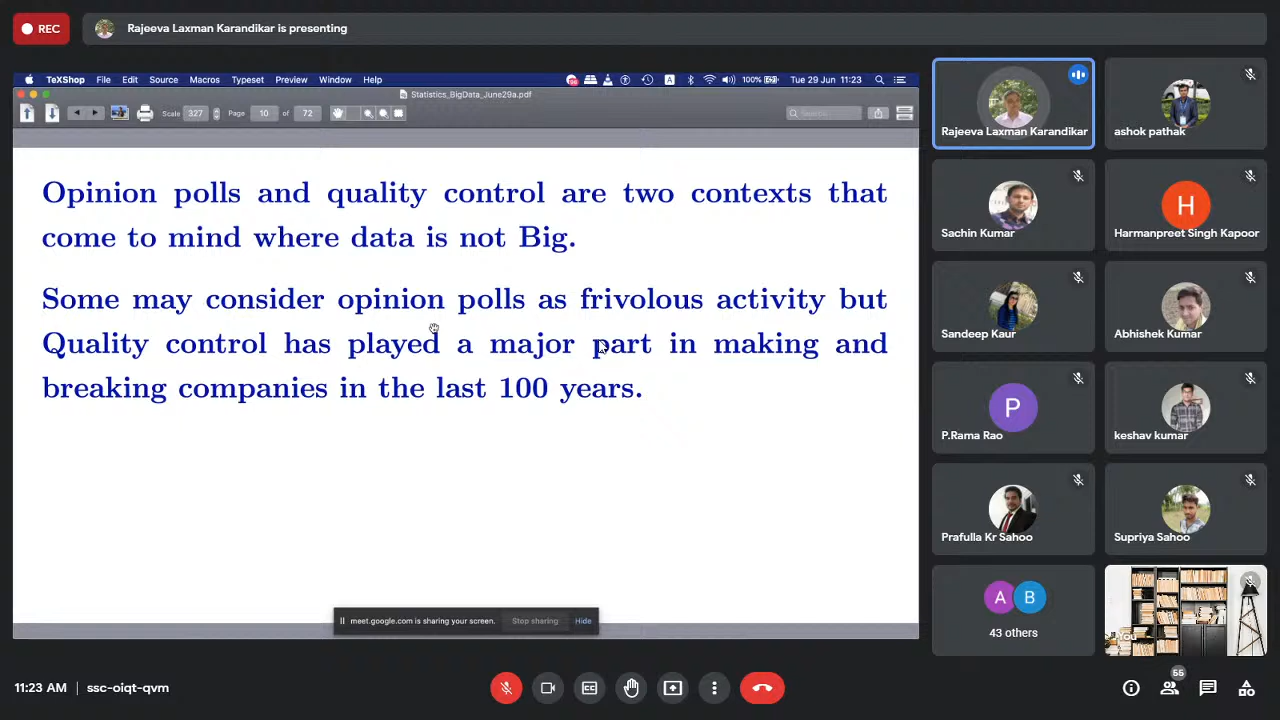 REC
Rajeeva Laxman Karandikar is presenting
TeXShop File Edit Source Macros Typeset Preview Window Help
A 100% Tue 29 Jun 11:23
Statistics_BigData_June29a.pdf
Scale 327 Page 10 of 72 Search
Opinion polls and quality control are two contexts that
come to mind where data is not Big.
Some may consider opinion polls as frivolous activity but
Quality control has played a major part in making and
breaking companies in the last 100 years.
meet.google.com is sharing your screen. Stop sharing Hide
Rajeeva Laxman Karandikar
ashok pathak
Sachin Kumar
H
Harmanpreet Singh Kapoor
Sandeep Kaur
Abhishek Kumar
P
P.Rama Rao
keshav kumar
Prafulla Kr Sahoo
Supriya Sahoo
A B
43 others
You
11:23 AM | ssc-oiqt-qvm
CC
55